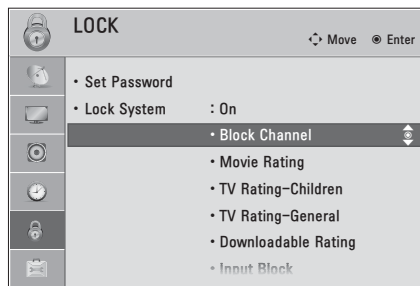 LOCK
Move Enter
• Set Password
• Lock System : On
• Block Channel
• Movie Rating
• TV Rating-Children
• TV Rating-General
• Downloadable Rating
• Input Block